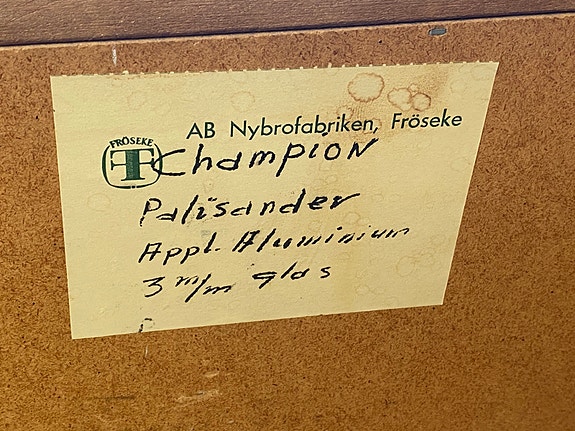 AB Nybrofabriken, Fröseke
FRÖSEKE
Champion
Palisander
Appl. Aluminium
3 m/m glas